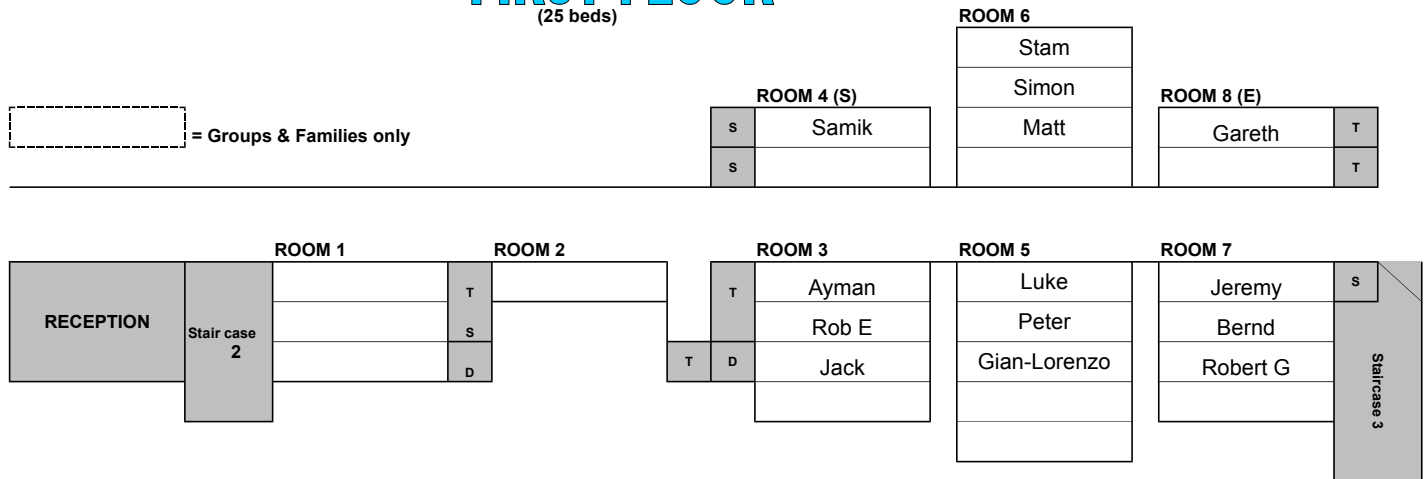 FIRST FLOOR
(25 beds)
ROOM 6
Stam
Simon
Matt
ROOM 4 (S)
S Samik
S
ROOM 8 (E)
Gareth T
T
= Groups & Families only
ROOM 1
ROOM 2
ROOM 3
ROOM 5
ROOM 7
RECEPTION
Stair case
2
T
S
D
T
T
D
Ayman
Rob E
Jack
Luke
Peter
Gian-Lorenzo
Jeremy
Bernd
Robert G
S
Staircase 3